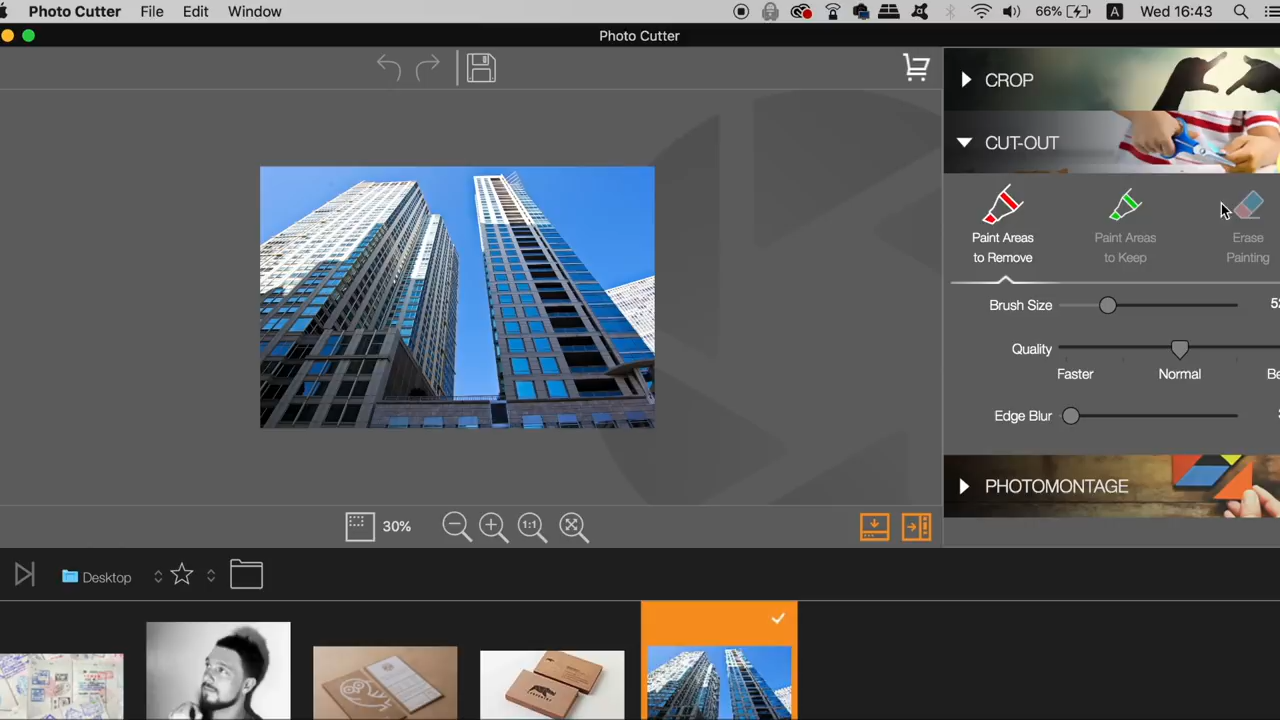 Photo Cutter File Edit Window 66% A Wed 16:43
Photo Cutter
CROP
CUT-OUT
Paint Areas to Remove
Paint Areas to Keep
Erase Painting
Brush Size
Quality
Faster Normal
Edge Blur
PHOTOMONTAGE
30% 1:1
Desktop